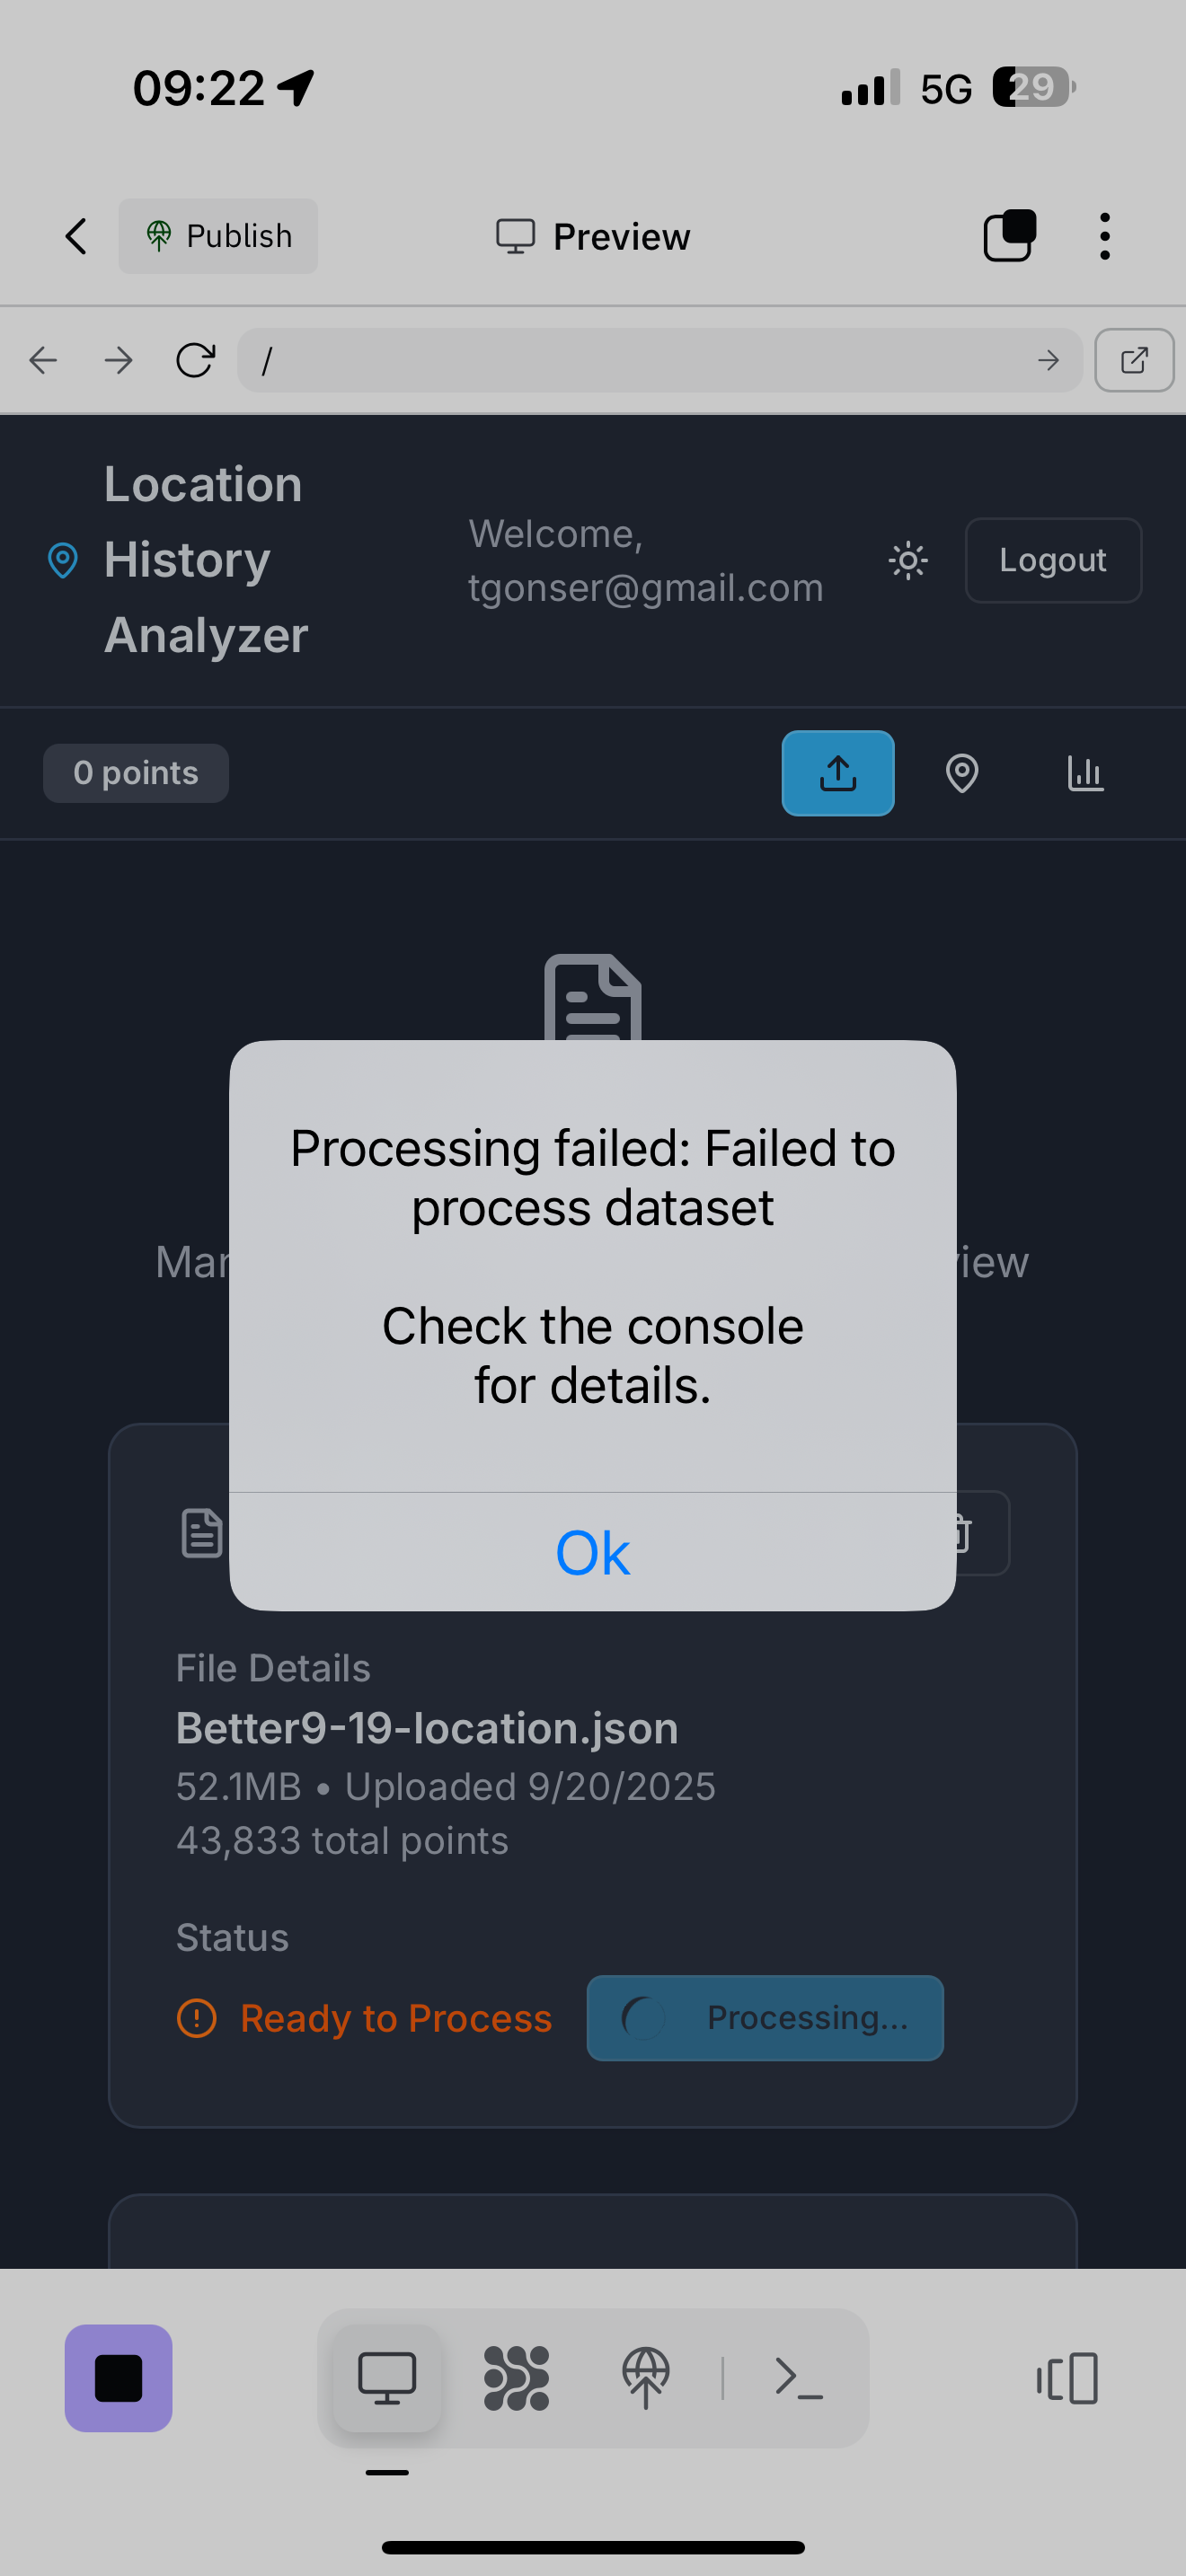 09:22
5G
29
Publish
Preview
/
Location
History
Analyzer
Welcome,
tgonser@gmail.com
Logout
0 points
Processing failed: Failed to
process dataset
Check the console
for details.
Ok
File Details
Better9-19-location.json
52.1MB • Uploaded 9/20/2025
43,833 total points
Status
Ready to Process
Processing...